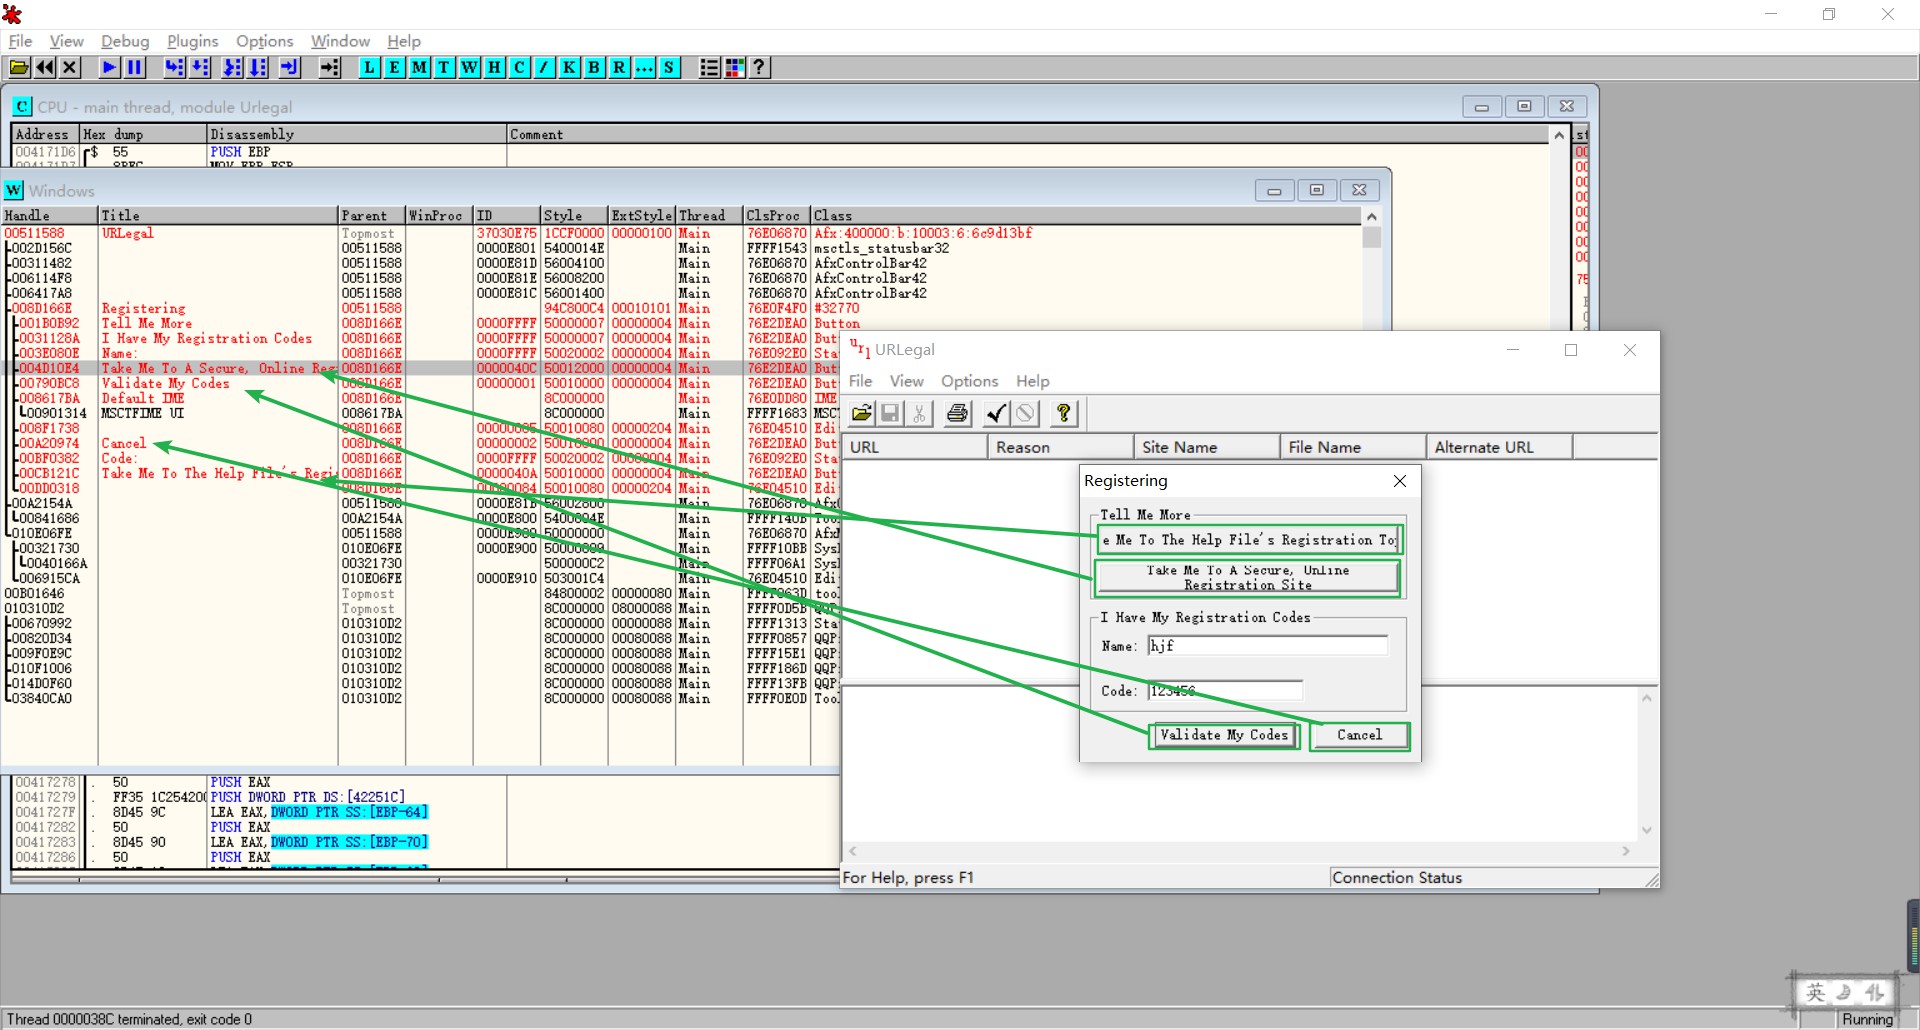 File View Debug Plugins Options Window Help
L E M T W H C / K B R ... S ?
C CPU - main thread, module Urlegal
Address Hex dump Disassembly Comment
004171D6 $ 55 PUSH EBP
W Windows
Handle Title Parent WinProc ID Style ExtStyle Thread ClsProc Class
00511588 URLegal Topmost 37030E75 1CCF0000 00000100 Main 76E06870 Afx:400000:b:10003:6:6c9d13bf
002D156C 00511588 0000E801 5400014E Main FFFF1543 msctls_statusbar32
00311482 00511588 0000E81D 56004100 Main 76E06870 AfxControlBar42
006114F8 00511588 0000E81E 56008200 Main 76E06870 AfxControlBar42
006417A8 00511588 0000E81C 56001400 Main 76E06870 AfxControlBar42
008D166E Registering 00511588 94C800C4 00010101 Main 76E0F4F0 #32770
001B0B92 Tell Me More 008D166E 0000FFFF 50000007 00000004 Main 76E2DEA0 Button
0031128A I Have My Registration Codes 008D166E 0000FFFF 50000007 00000004 Main 76E2DEA0 But
003E080E Name: 008D166E 0000FFFF 50020002 00000004 Main 76E092E0 Sta
004D10E4 Take Me To A Secure, Online Reg 008D166E 0000040C 50012000 00000004 Main 76E2DEA0 But
00790BC8 Validate My Codes 008D166E 00000001 50010000 00000004 Main 76E2DEA0 But
008617BA Default IME 008D166E 8C000000 Main 76E0DD80 IME
00901314 MSCTFIME UI 008617BA 8C000000 Main FFFF1683 MSC
008F1738 008D166E 50010080 00000204 Main 76E04510 Edi
00A20974 Cancel 008D166E 00000002 Main 76E2DEA0 But
00BF0382 Code: 008D166E 0000FFFF 50020002 Main 76E092E0 Sta
00CB121C Take Me To The Help File's Regi 008D166E 0000040A 50010000 00000004 Main 76E2DEA0 But
00DD0318 008D166E 00000084 50010080 00000204 Main 76E04510 Edi
00A2154A 00511588 0000E81B 56002800 Main 76E06870 Afx
00841686 00A2154A 0000E800 5400804E Main FFFF140B Too
010E06FE 00511588 0000E900 50000000 Main 76E06870 Afx
00321730 010E06FE 0000E900 Main FFFF10BB Sys
0040166A 00321730 500000C2 Main FFFF06A1 Sys
006915CA 010E06FE 0000E910 503001C4 Main 76E04510 Edi
00B01646 Topmost 84800002 00000080 Main FFFF063D too
010310D2 Topmost 8C000000 08000088 Main FFFF0D5B QQP
00670992 010310D2 8C000000 00080088 Main FFFF1313 Sta
00820D34 010310D2 8C000000 00080088 Main FFFF0857 QQP
009F0E9C 010310D2 8C000000 00080088 Main FFFF15E1 QQP
010F1006 010310D2 8C000000 00080088 Main FFFF186D QQP
014D0F60 010310D2 8C000000 00080088 Main FFFF13FB QQP
03840CA0 010310D2 8C000000 00080088 Main FFFF0E0D Too
00417278 . 50 PUSH EAX
00417279 . FF35 1C254200 PUSH DWORD PTR DS:[42251C]
0041727F . 8D45 9C LEA EAX,DWORD PTR SS:[EBP-64]
00417282 . 50 PUSH EAX
00417283 . 8D45 90 LEA EAX,DWORD PTR SS:[EBP-70]
00417286 . 50 PUSH EAX
url URLegal
File View Options Help
URL Reason Site Name File Name Alternate URL
Registering
Tell Me More
e Me To The Help File's Registration To
Take Me To A Secure, Online
Registration Site
I Have My Registration Codes
Name: hjf
Code: 123456
Validate My Codes Cancel
For Help, press F1 Connection Status
英
Thread 0000038C terminated, exit code 0 Running